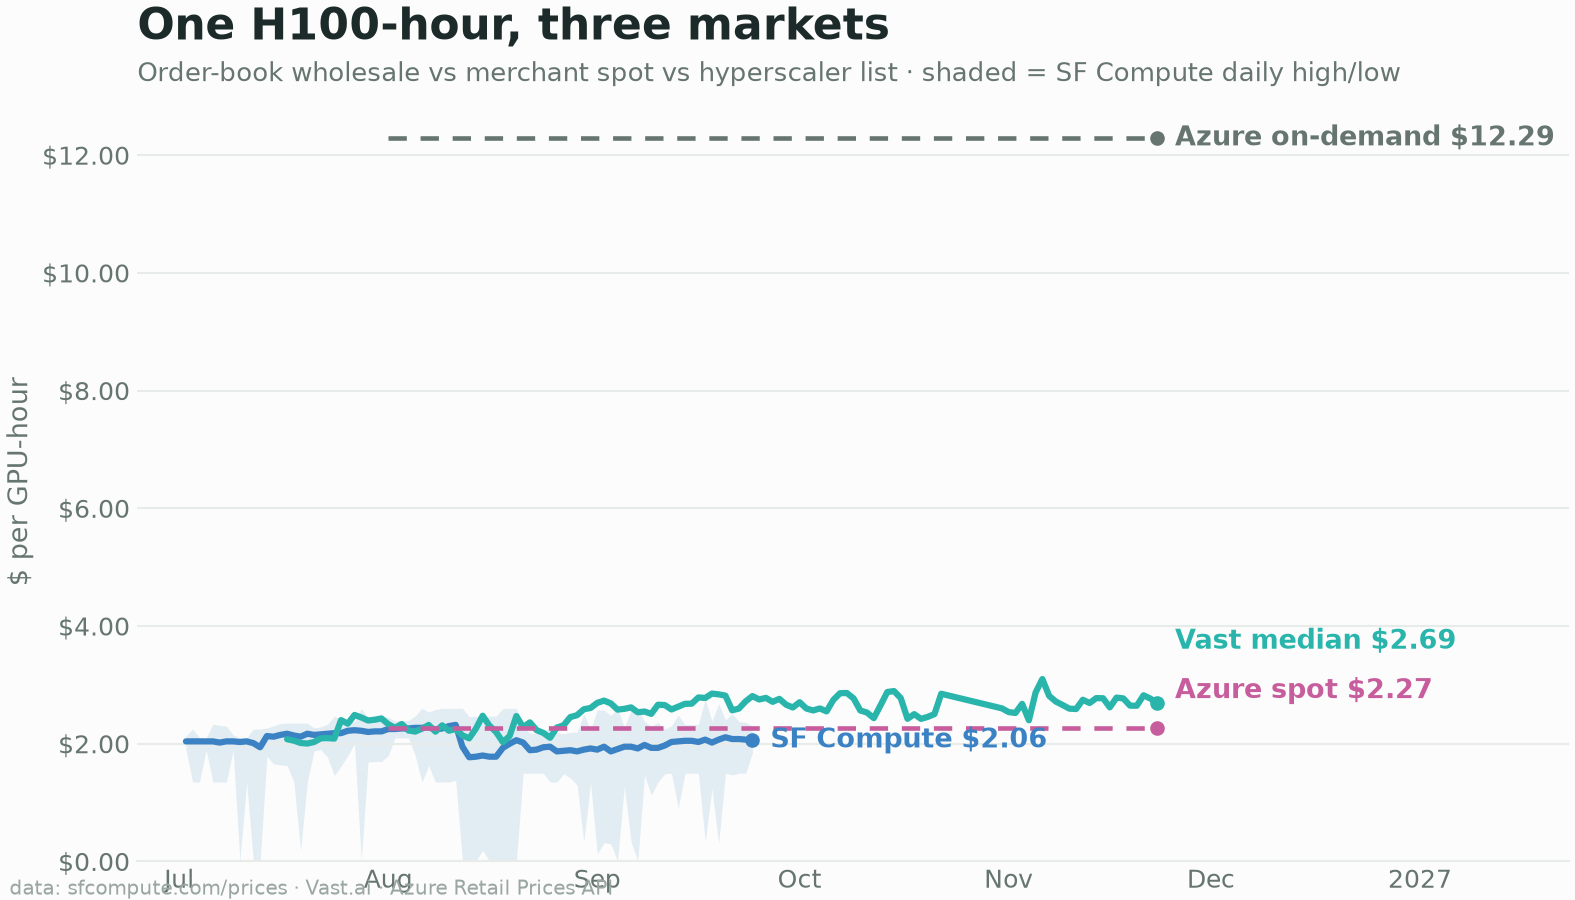 One H100-hour, three markets
Order-book wholesale vs merchant spot vs hyperscaler list · shaded = SF Compute daily high/low
Azure on-demand $12.29
$12.00
$10.00
$8.00
$6.00
$4.00
$2.00
$0.00
$ per GPU-hour
Vast median $2.69
Azure spot $2.27
SF Compute $2.06
Jul
Aug
Sep
Oct
Nov
Dec
2027
data: sfcompute.com/prices · Vast.ai · Azure Retail Prices API